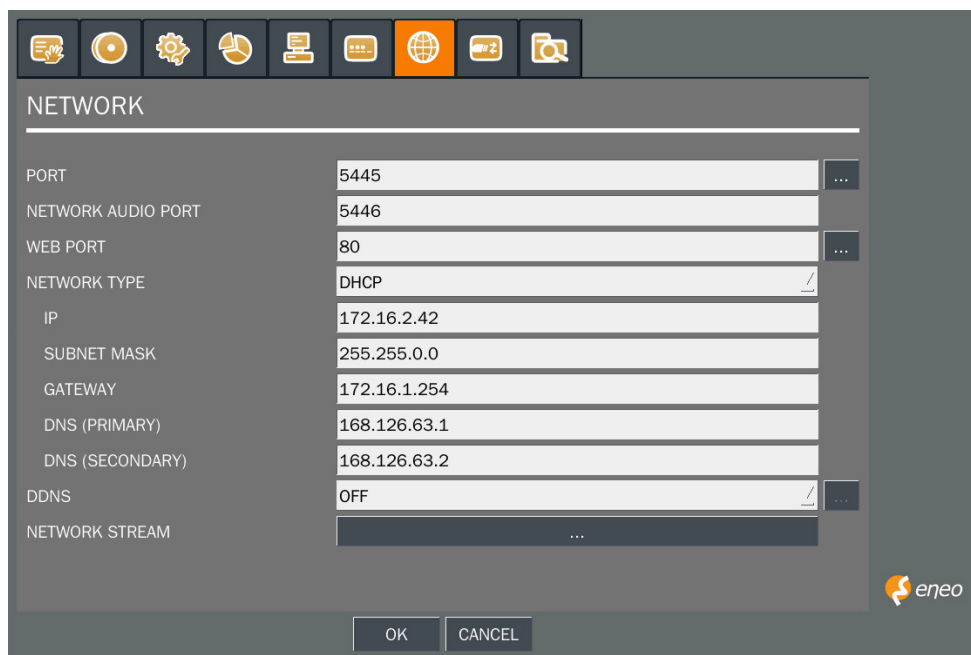 NETWORK
PORT 5445 ...
NETWORK AUDIO PORT 5446
WEB PORT 80 ...
NETWORK TYPE DHCP
IP 172.16.2.42
SUBNET MASK 255.255.0.0
GATEWAY 172.16.1.254
DNS (PRIMARY) 168.126.63.1
DNS (SECONDARY) 168.126.63.2
DDNS OFF ...
NETWORK STREAM ...
eneo
OK CANCEL